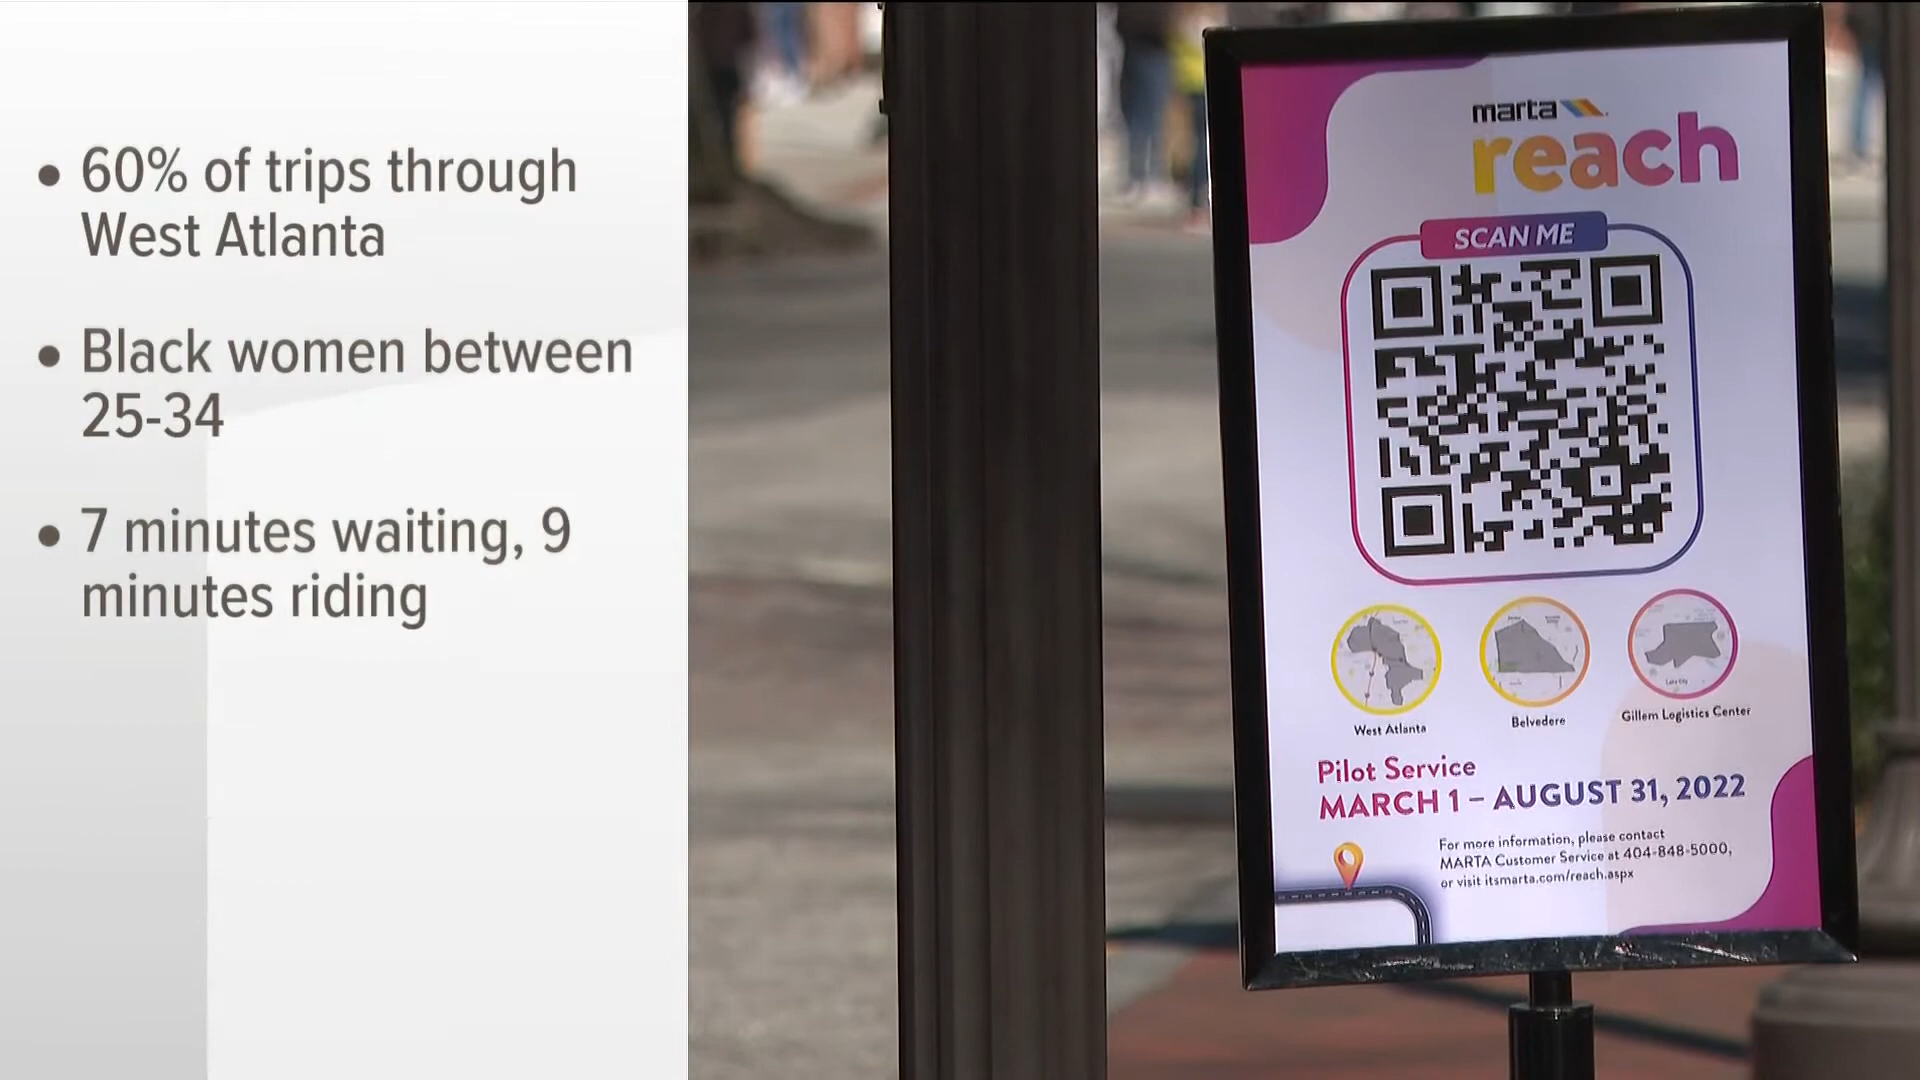 • 60% of trips through
West Atlanta
• Black women between
25-34
• 7 minutes waiting, 9
minutes riding
marta
reach
SCAN ME
West Atlanta
Belvedere
Gillem Logistics Center
Pilot Service
MARCH 1 – AUGUST 31, 2022
For more information, please contact
MARTA Customer Service at 404-848-5000,
or visit itsmarta.com/reach.aspx